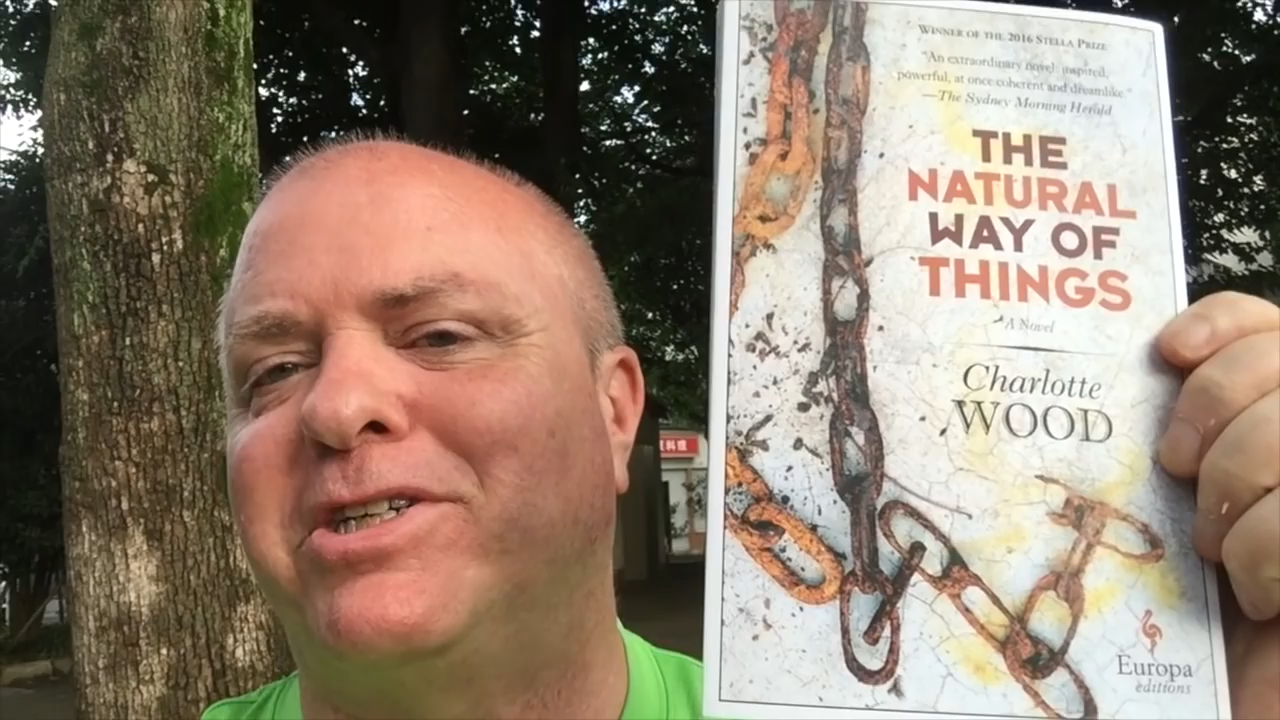 WINNER OF THE 2016 STELLA PRIZE
"An extraordinary novel: inspired,
powerful, at once coherent and dreamlike."
—The Sydney Morning Herald
THE
NATURAL
WAY OF
THINGS
A Novel
Charlotte
WOOD
Europa
editions